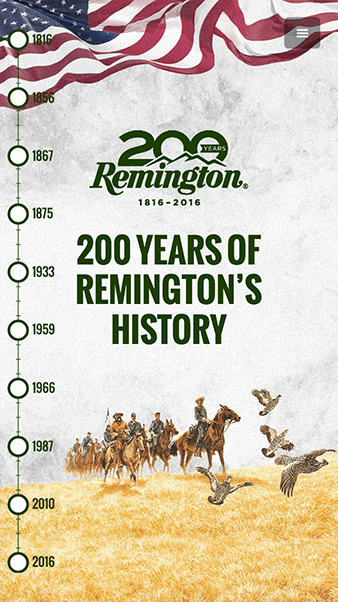 1816
1856
1867
1875
1933
1959
1966
1987
2010
2016
200 YEARS
Remington®
1816-2016
200 YEARS OF
REMINGTON'S
HISTORY